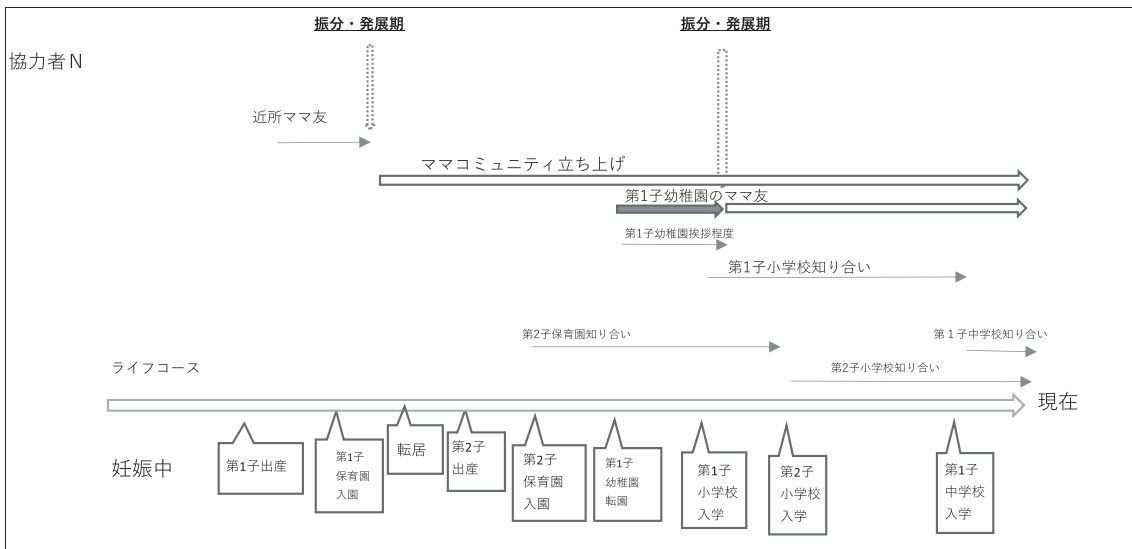 振分・発展期
振分・発展期
協力者N
近所ママ友
ママコミュニティ立ち上げ
第1子幼稚園のママ友
第1子幼稚園挨拶程度
第1子小学校知り合い
第2子保育園知り合い
第1子中学校知り合い
第2子小学校知り合い
ライフコース
現在
妊娠中
第1子出産
第1子
保育園
入園
転居
第2子
出産
第2子
保育園
入園
第1子
幼稚園
転園
第1子
小学校
入学
第2子
小学校
入学
第1子
中学校
入学